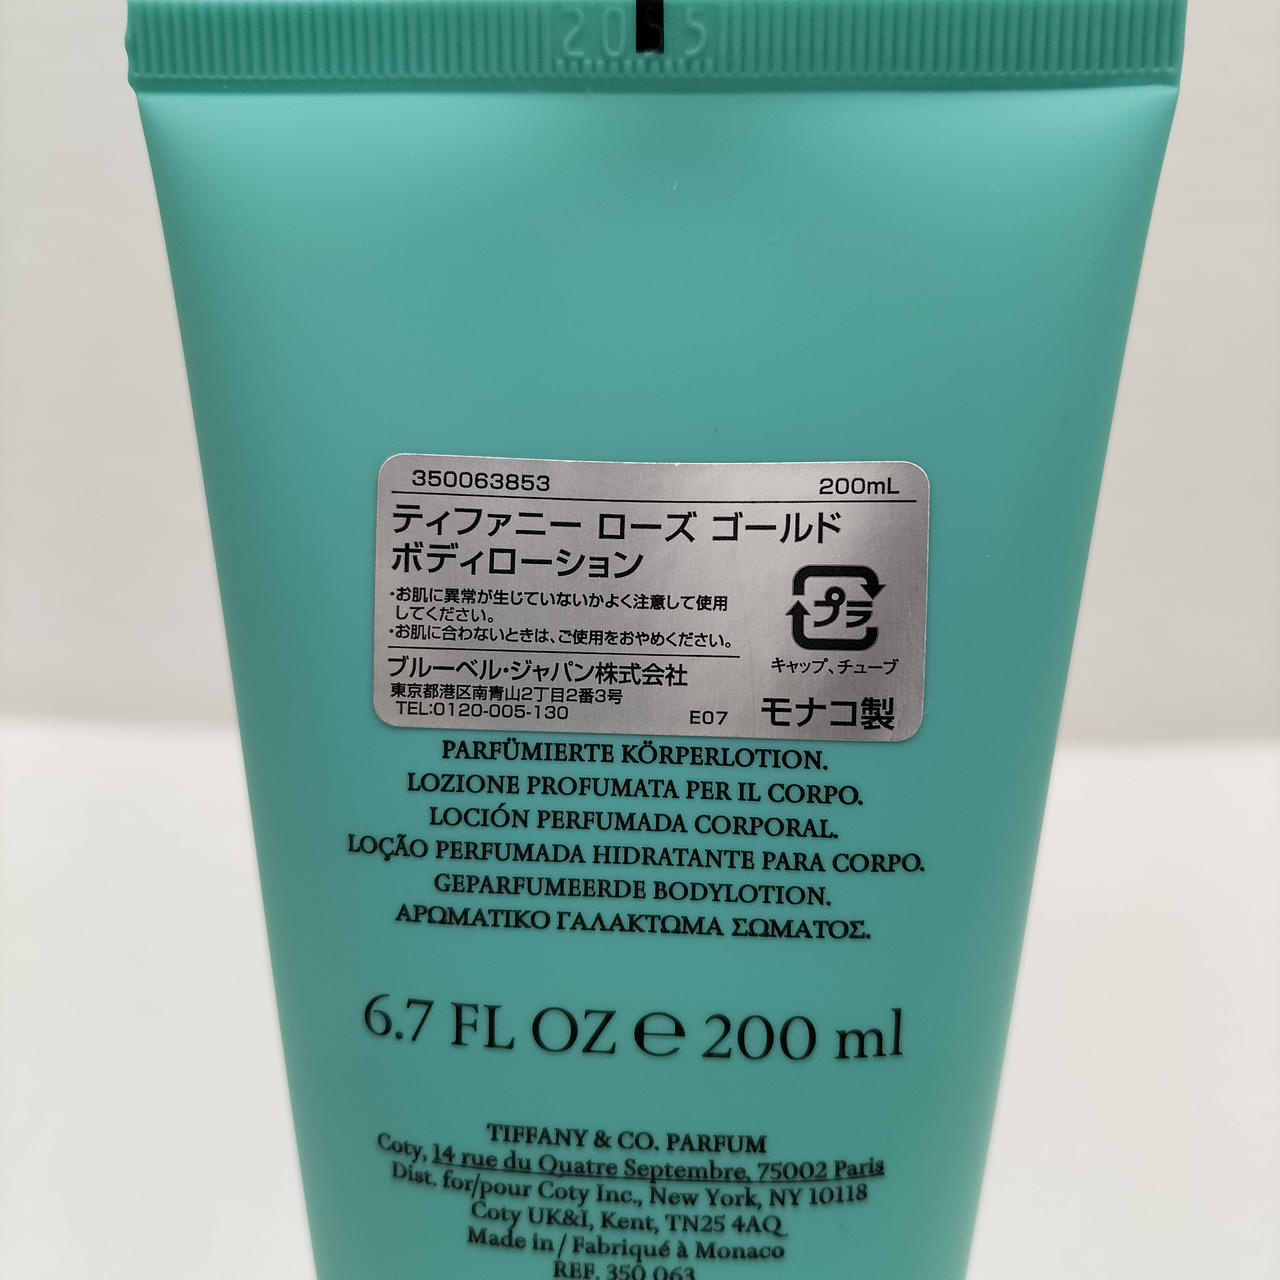 350063853 200mL
ティファニー ローズ ゴールド
ボディローション
・お肌に異常が生じていないかよく注意して使用
してください。
・お肌に合わないときは、ご使用をおやめください。
プラ
キャップ、チューブ
ブルーベル・ジャパン株式会社
東京都港区南青山2丁目2番3号
TEL:0120-005-130
E07 モナコ製
PARFÜMIERTE KÖRPERLOTION.
LOZIONE PROFUMATA PER IL CORPO.
LOCIÓN PERFUMADA CORPORAL.
LOÇÃO PERFUMADA HIDRATANTE PARA CORPO.
GEPARFUMEERDE BODYLOTION.
ΑΡΩΜΑΤΙΚΟ ΓΑΛΑΚΤΩΜΑ ΣΩΜΑΤΟΣ.
6.7 FL OZ ℮ 200 ml
TIFFANY & CO. PARFUM
Coty, 14 rue du Quatre Septembre, 75002 Paris
Dist. for/pour Coty Inc., New York, NY 10118
Coty UK&I, Kent, TN25 4AQ
Made in / Fabriqué à Monaco
REF. 350 063